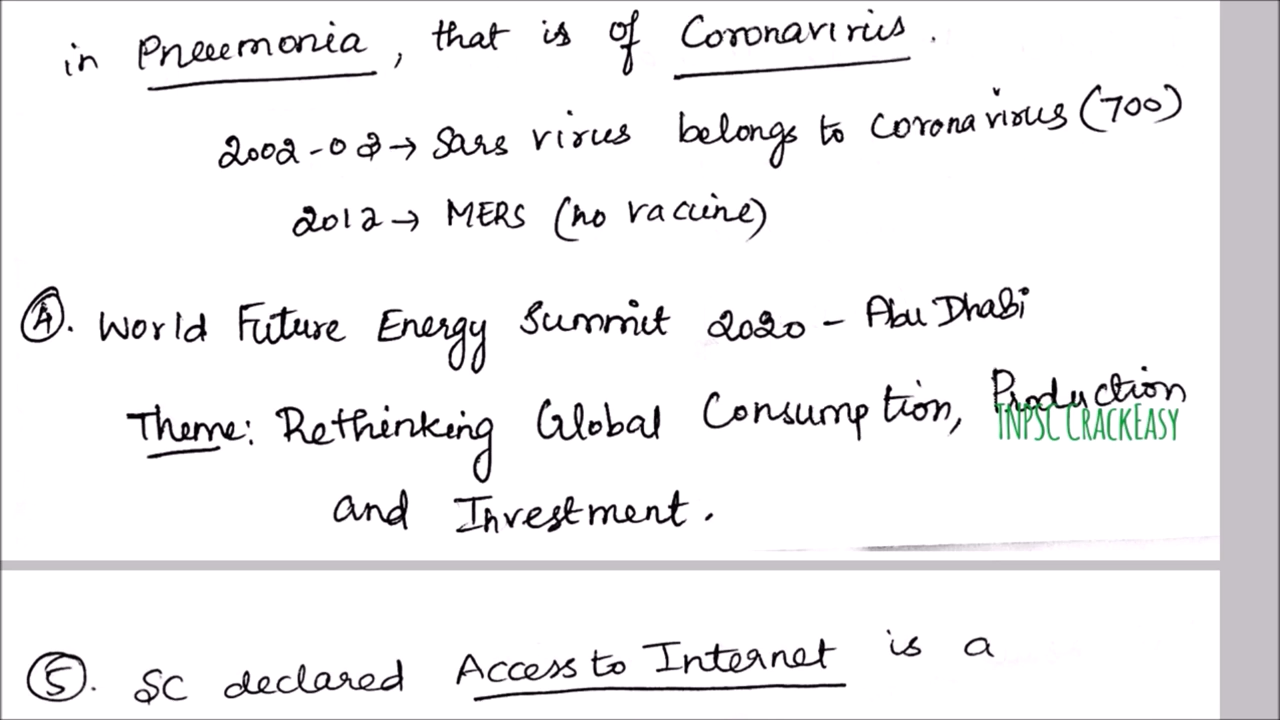 in Pneumonia, that is of Coronavirus.
2002-03→ Sars virus belongs to coronavirus (700)
2012→ MERS (no vaccine)
④. World Future Energy Summit 2020 - Abu Dhabi
Theme: Rethinking Global Consumption, Production
TNPSC CRACKEASY
and Investment.
⑤. SC declared Access to Internet is a